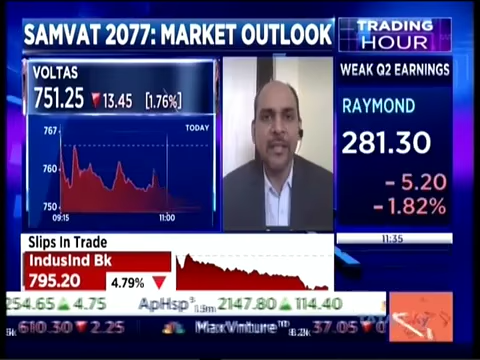 SAMVAT 2077: MARKET OUTLOOK
TRADING
HOUR
VOLTAS
751.25 ▼ 13.45 [1.76%]
TODAY
767
760
750
09:15
11:00
WEAK Q2 EARNINGS
RAYMOND
281.30
- 5.20
- 1.82%
11:35
Slips In Trade
IndusInd Bk
795.20
4.79% ▼
254.65 ▲ 4.75 ApHsp 2147.80 ▲ 114.40
610.30 ▼ 2.25 MaxVnture 37.05